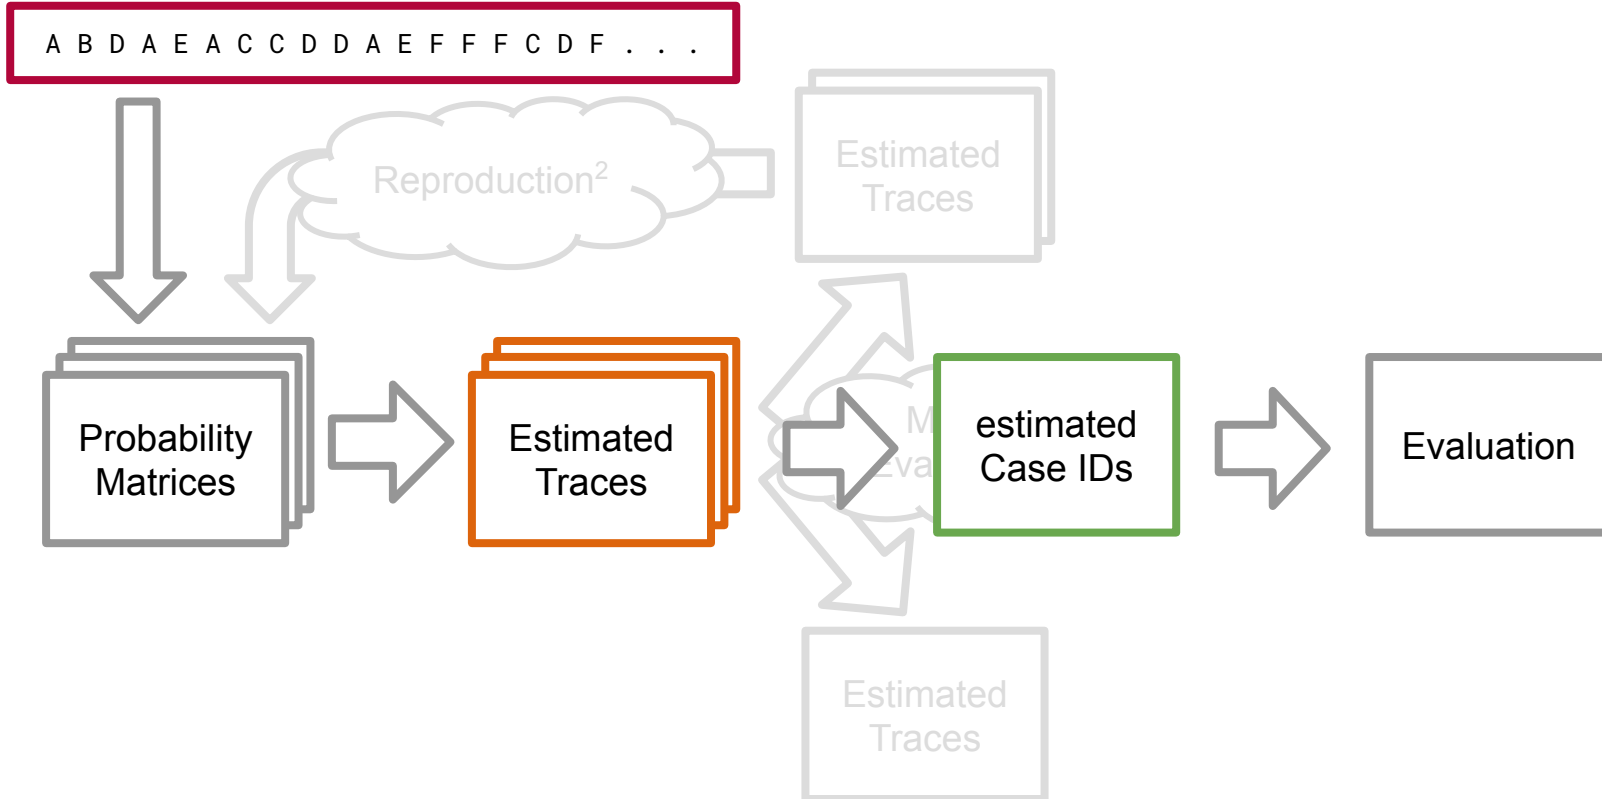 A B D A E A C C D D A E F F F C D F . . .
Reproduction²
Estimated
Traces
Probability
Matrices
Estimated
Traces
estimated
Case IDs
Evaluation
Estimated
Traces